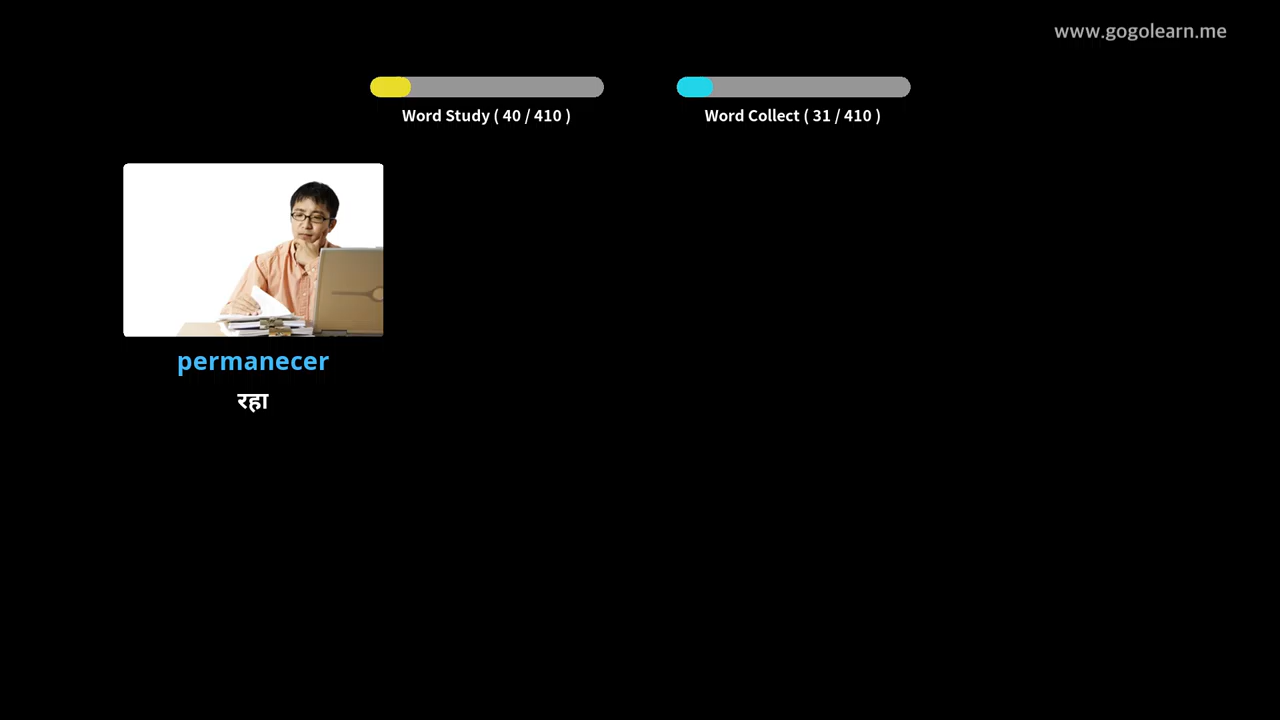 www.gogolearn.me
Word Study ( 40 / 410 )
Word Collect ( 31 / 410 )
permanecer
रहा